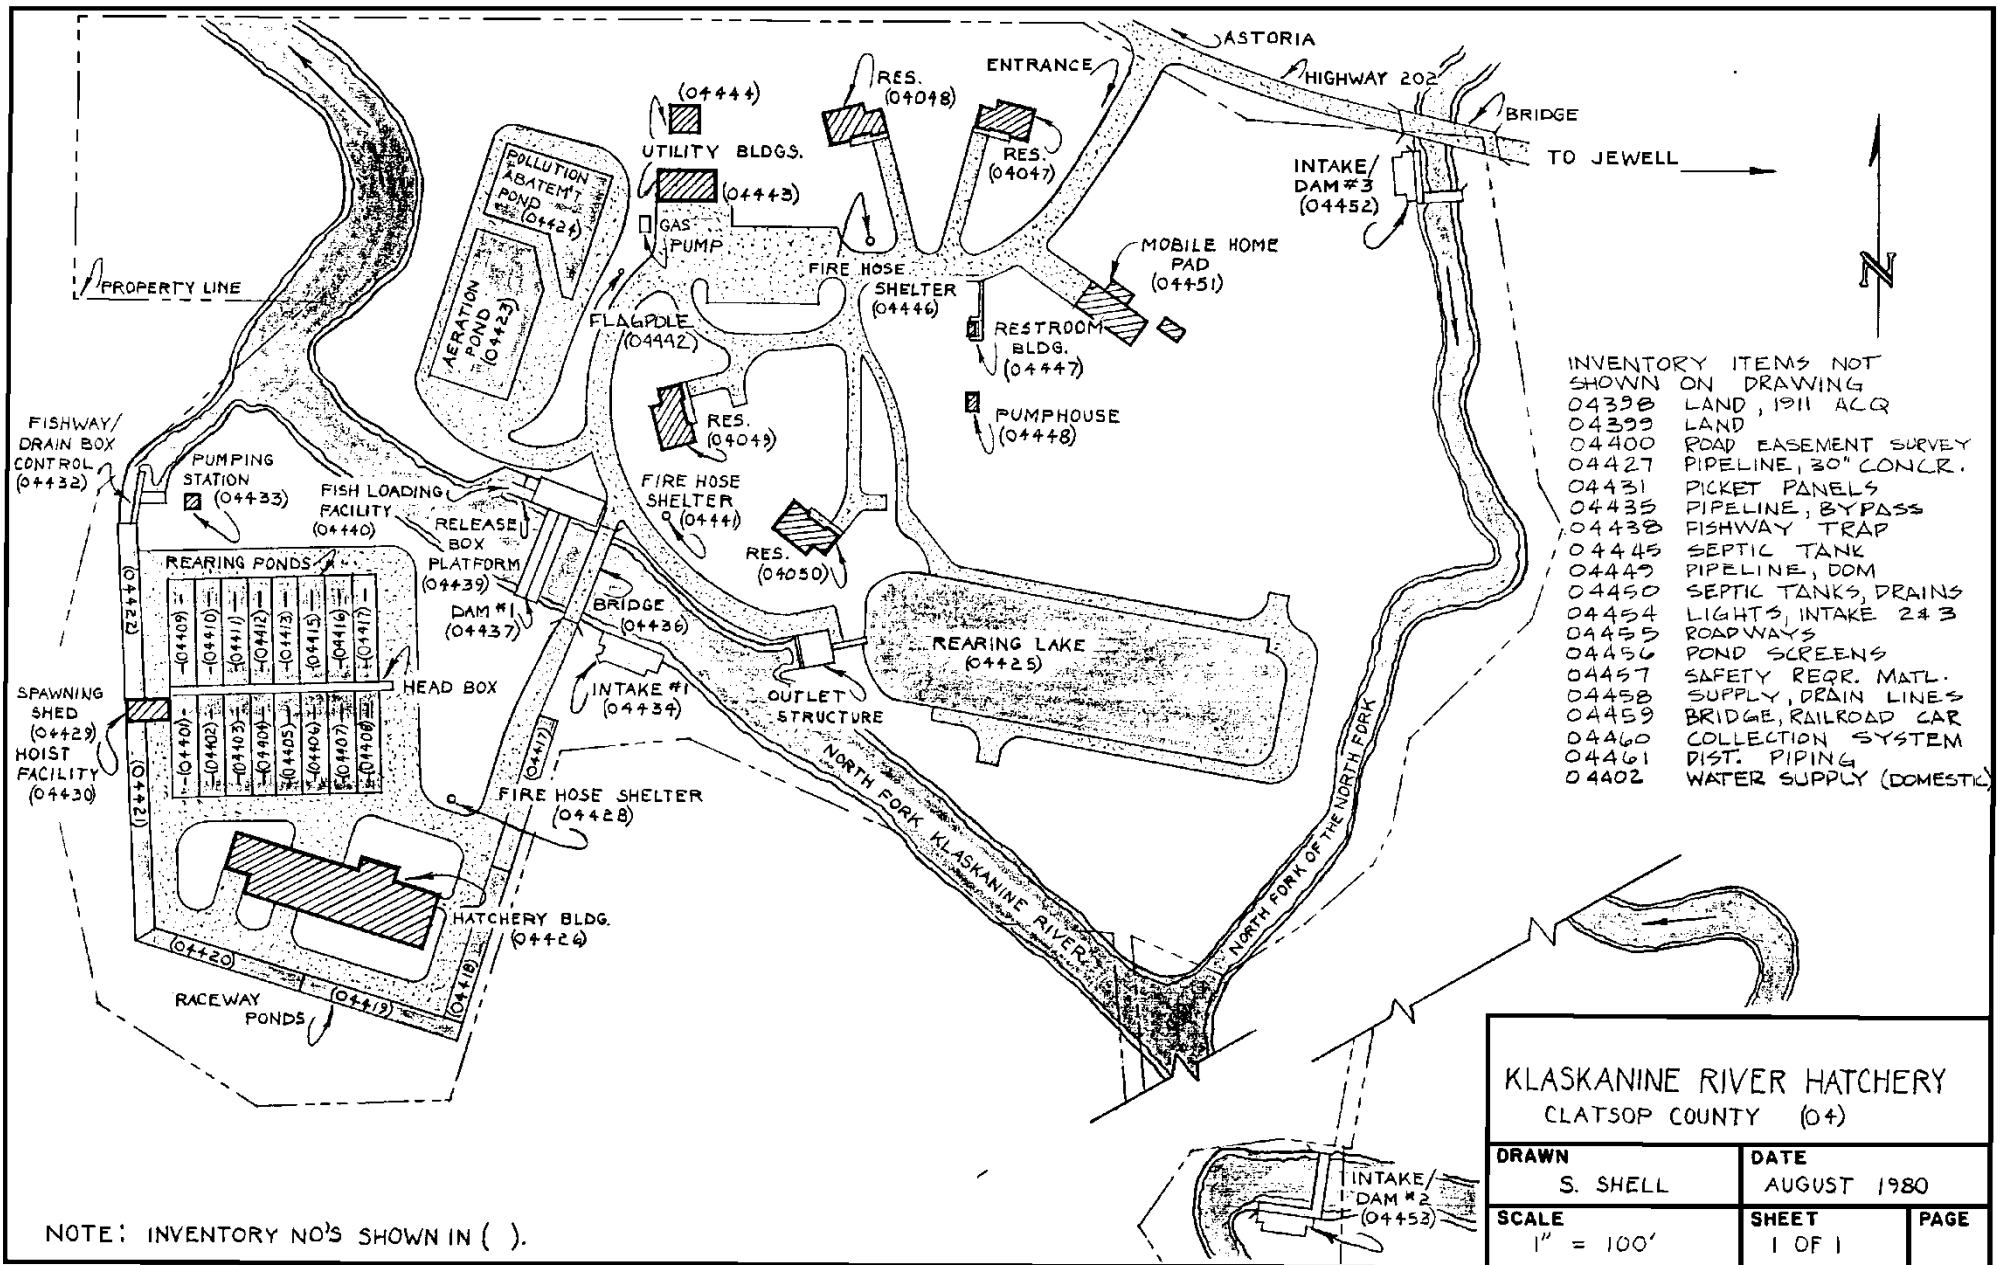 ASTORIA
HIGHWAY 202
BRIDGE
TO JEWELL
ENTRANCE
RES.
(04048)
RES.
(04047)
(04444)
UTILITY BLDGS.
(04443)
GAS
PUMP
POLLUTION
ABATEM'T
POND
(04424)
AERATION
POND
(04423)
INTAKE/
DAM #3
(04452)
N
MOBILE HOME
PAD
(04451)
FIRE HOSE
SHELTER
(04446)
PROPERTY LINE
FLAGPOLE
(04442)
RESTROOM
BLDG.
(04447)
PUMPHOUSE
(04448)
RES.
(04049)
FIRE HOSE
SHELTER
(04441)
RES.
(04050)
FISHWAY/
DRAIN BOX
CONTROL
(04432)
PUMPING
STATION
(04433)
FISH LOADING
FACILITY
(04440)
RELEASE
BOX
PLATFORM
(04439)
DAM #1
(04437)
BRIDGE
(04436)
INTAKE #1
(04434)
OUTLET
STRUCTURE
REARING LAKE
(04425)
REARING PONDS
(04409)
(04410)
(04411)
(04412)
(04413)
(04415)
(04416)
(04417)
HEAD BOX
(04401)
(04402)
(04403)
(04404)
(04405)
(04406)
(04407)
(04408)
(04422)
SPAWNING
SHED
(04429)
HOIST
FACILITY
(04430)
(04421)
(04417)
FIRE HOSE SHELTER
(04428)
HATCHERY BLDG.
(04426)
(04420)
(04419)
(04418)
RACEWAY
PONDS
NORTH FORK KLASKANINE RIVER
NORTH FORK OF THE NORTH FORK
INTAKE/
DAM #2
(04453)
INVENTORY ITEMS NOT
SHOWN ON DRAWING
04398 LAND, 1911 ACQ
04399 LAND
04400 ROAD EASEMENT SURVEY
04427 PIPELINE, 30" CONCR.
04431 PICKET PANELS
04435 PIPELINE, BYPASS
04438 FISHWAY TRAP
04445 SEPTIC TANK
04449 PIPELINE, DOM
04450 SEPTIC TANKS, DRAINS
04454 LIGHTS, INTAKE 2 & 3
04455 ROADWAYS
04456 POND SCREENS
04457 SAFETY REQR. MATL.
04458 SUPPLY, DRAIN LINES
04459 BRIDGE, RAILROAD CAR
04460 COLLECTION SYSTEM
04461 DIST. PIPING
04402 WATER SUPPLY (DOMESTIC)
NOTE: INVENTORY NO'S SHOWN IN ( ).
KLASKANINE RIVER HATCHERY
CLATSOP COUNTY (04)
DRAWN
S. SHELL
DATE
AUGUST 1980
SCALE
1" = 100'
SHEET
1 OF 1
PAGE